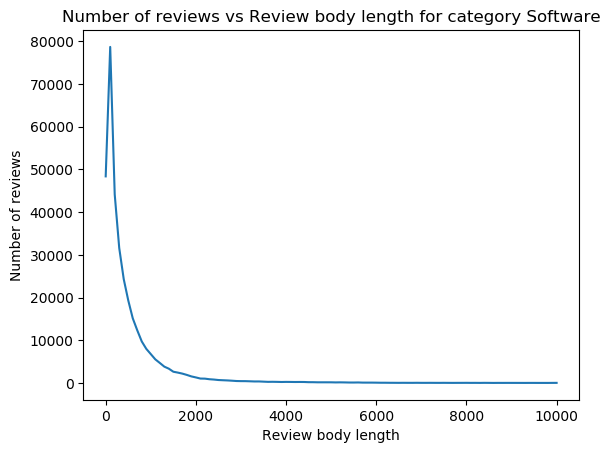 Number of reviews vs Review body length for category Software
80000
70000
60000
50000
40000
30000
20000
10000
0
Number of reviews
0 2000 4000 6000 8000 10000
Review body length